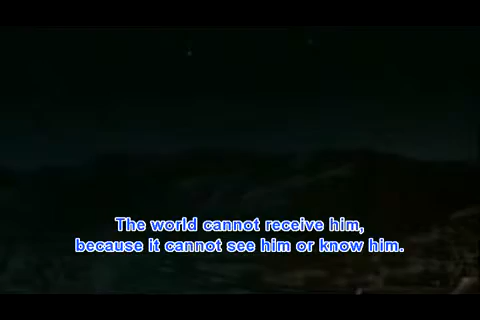 The world cannot receive him,
because it cannot see him or know him.